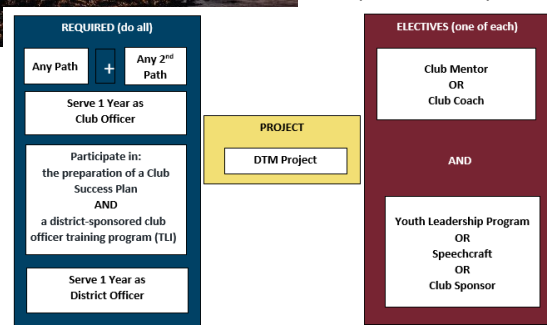 REQUIRED (do all)
Any Path
+
Any 2nd
Path
Serve 1 Year as
Club Officer
Participate in:
the preparation of a Club
Success Plan
AND
a district-sponsored club
officer training program (TLI)
Serve 1 Year as
District Officer
PROJECT
DTM Project
ELECTIVES (one of each)
Club Mentor
OR
Club Coach
AND
Youth Leadership Program
OR
Speechcraft
OR
Club Sponsor